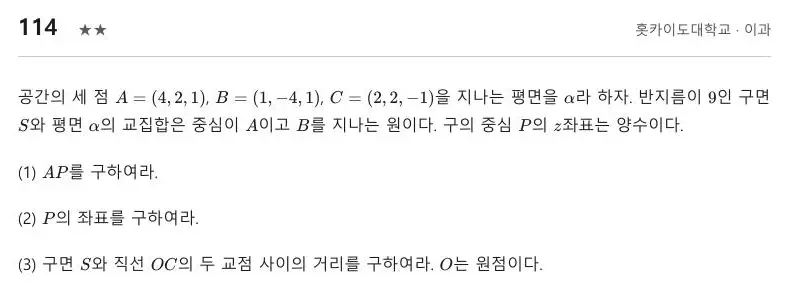 114 ★★ 홋카이도대학교 · 이과
공간의 세 점 A = (4, 2, 1), B = (1, −4, 1), C = (2, 2, −1)을 지나는 평면을 α라 하자. 반지름이 9인 구면
S와 평면 α의 교집합은 중심이 A이고 B를 지나는 원이다. 구의 중심 P의 z좌표는 양수이다.
(1) AP를 구하여라.
(2) P의 좌표를 구하여라.
(3) 구면 S와 직선 OC의 두 교점 사이의 거리를 구하여라. O는 원점이다.